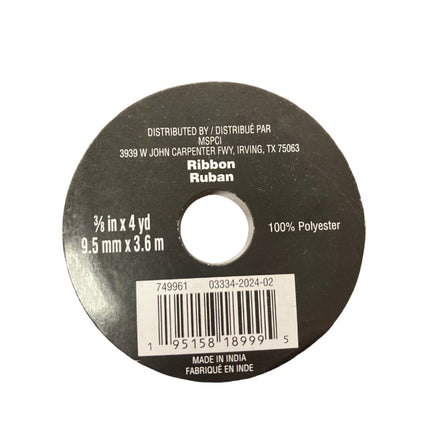 DISTRIBUTED BY / DISTRIBUÉ PAR
MSPCI
3939 W JOHN CARPENTER FWY, IRVING, TX 75063
Ribbon
Ruban
3/8 in x 4 yd
9.5 mm x 3.6 m
100% Polyester
749961 03334-2024-02
1 95158 18999 5
MADE IN INDIA
FABRIQUÉ EN INDE